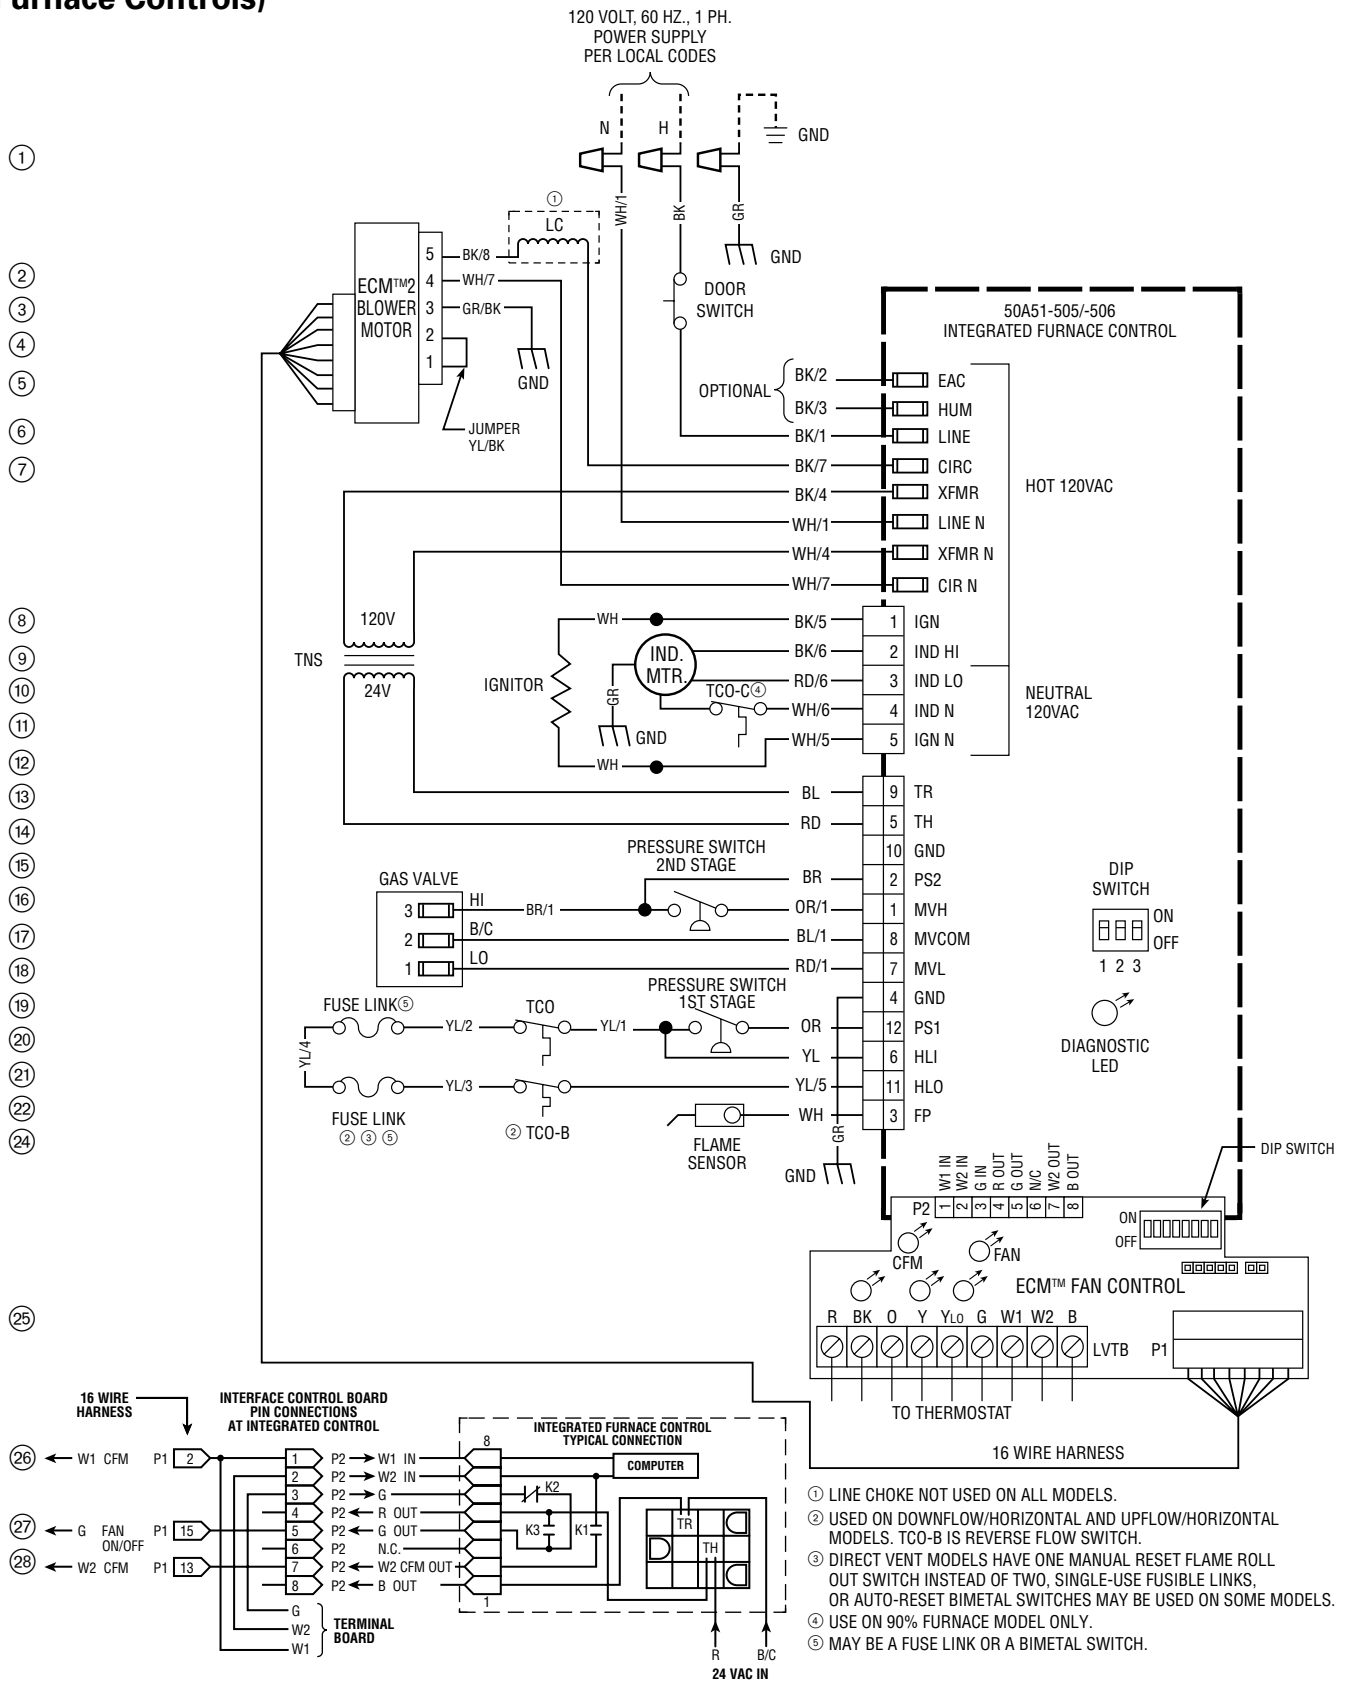 urnace Controls)
120 VOLT, 60 HZ., 1 PH.
POWER SUPPLY
PER LOCAL CODES
N
H
GND
1
WH/1
BK
GR
GND
1
LC
DOOR
SWITCH
ECM™2
BLOWER
MOTOR
5
4
3
2
1
BK/8
WH/7
GR/BK
GND
JUMPER
YL/BK
2
3
4
5
6
7
50A51-505/-506
INTEGRATED FURNACE CONTROL
OPTIONAL
BK/2 EAC
BK/3 HUM
BK/1 LINE
BK/7 CIRC
BK/4 XFMR
WH/1 LINE N
WH/4 XFMR N
WH/7 CIR N
HOT 120VAC
8
9
10
11
12
13
14
15
16
17
18
19
20
21
22
24
TNS
120V
24V
IGNITOR
WH
WH
IND.
MTR.
GR
GND
TCO-C 4
BK/5 1 IGN
BK/6 2 IND HI
RD/6 3 IND LO
WH/6 4 IND N
WH/5 5 IGN N
NEUTRAL
120VAC
BL 9 TR
RD 5 TH
10 GND
PRESSURE SWITCH
2ND STAGE
BR 2 PS2
GAS VALVE
3 HI BR/1 OR/1 1 MVH
2 B/C BL/1 8 MVCOM
1 LO RD/1 7 MVL
PRESSURE SWITCH
1ST STAGE
4 GND
FUSE LINK 5
YL/2
TCO
YL/1
OR 12 PS1
YL 6 HLI
YL/4
YL/3
YL/5 11 HLO
FUSE LINK
2 3 5
2 TCO-B
WH 3 FP
FLAME
SENSOR
GR
GND
DIP
SWITCH
ON
OFF
1 2 3
DIAGNOSTIC
LED
DIP SWITCH
W1 IN
W2 IN
G IN
R OUT
G OUT
N/C
W2 OUT
B OUT
P2 1 2 3 4 5 6 7 8
ON
OFF
CFM
FAN
ECM™ FAN CONTROL
25
R BK O Y YLO G W1 W2 B
LVTB
P1
TO THERMOSTAT
16 WIRE HARNESS
16 WIRE
HARNESS
INTERFACE CONTROL BOARD
PIN CONNECTIONS
AT INTEGRATED CONTROL
INTEGRATED FURNACE CONTROL
TYPICAL CONNECTION
8
COMPUTER
26 W1 CFM P1 2
27 G FAN
ON/OFF
P1 15
28 W2 CFM P1 13
1 P2 W1 IN
2 P2 W2 IN
3 P2 G
4 P2 R OUT
5 P2 G OUT
6 P2 N.C.
7 P2 W2 CFM OUT
8 P2 B OUT
1
K2
K3
K1
TR
TH
G
W2
W1
TERMINAL
BOARD
R
B/C
24 VAC IN
1 LINE CHOKE NOT USED ON ALL MODELS.
2 USED ON DOWNFLOW/HORIZONTAL AND UPFLOW/HORIZONTAL
MODELS. TCO-B IS REVERSE FLOW SWITCH.
3 DIRECT VENT MODELS HAVE ONE MANUAL RESET FLAME ROLL
OUT SWITCH INSTEAD OF TWO, SINGLE-USE FUSIBLE LINKS,
OR AUTO-RESET BIMETAL SWITCHES MAY BE USED ON SOME MODELS.
4 USE ON 90% FURNACE MODEL ONLY.
5 MAY BE A FUSE LINK OR A BIMETAL SWITCH.